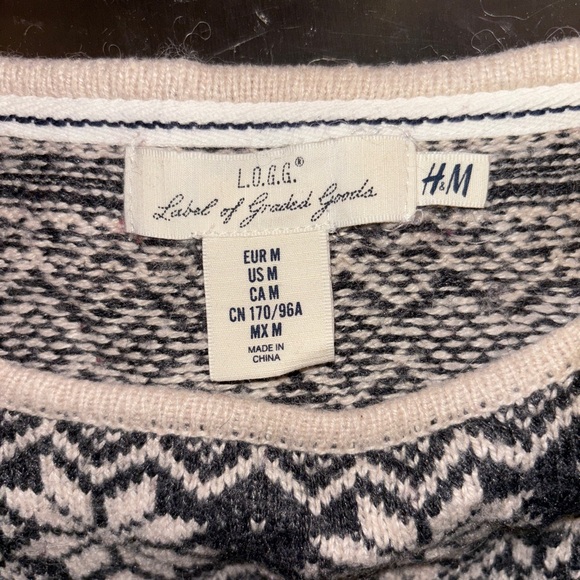 L.O.G.G.®
Label of Graded Goods
H&M
EUR M
US M
CA M
CN 170/96A
MX M
MADE IN
CHINA